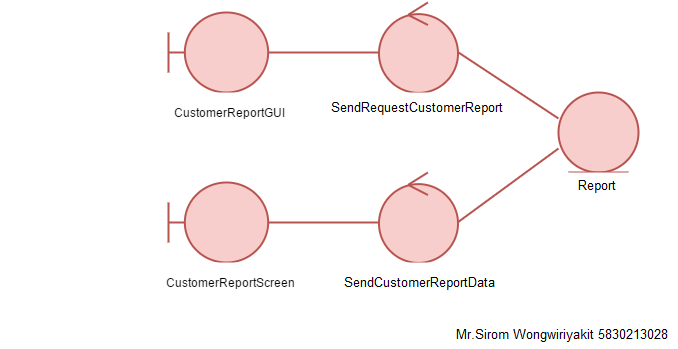 CustomerReportGUI
SendRequestCustomerReport
Report
CustomerReportScreen
SendCustomerReportData
Mr.Sirom Wongwiriyakit 5830213028